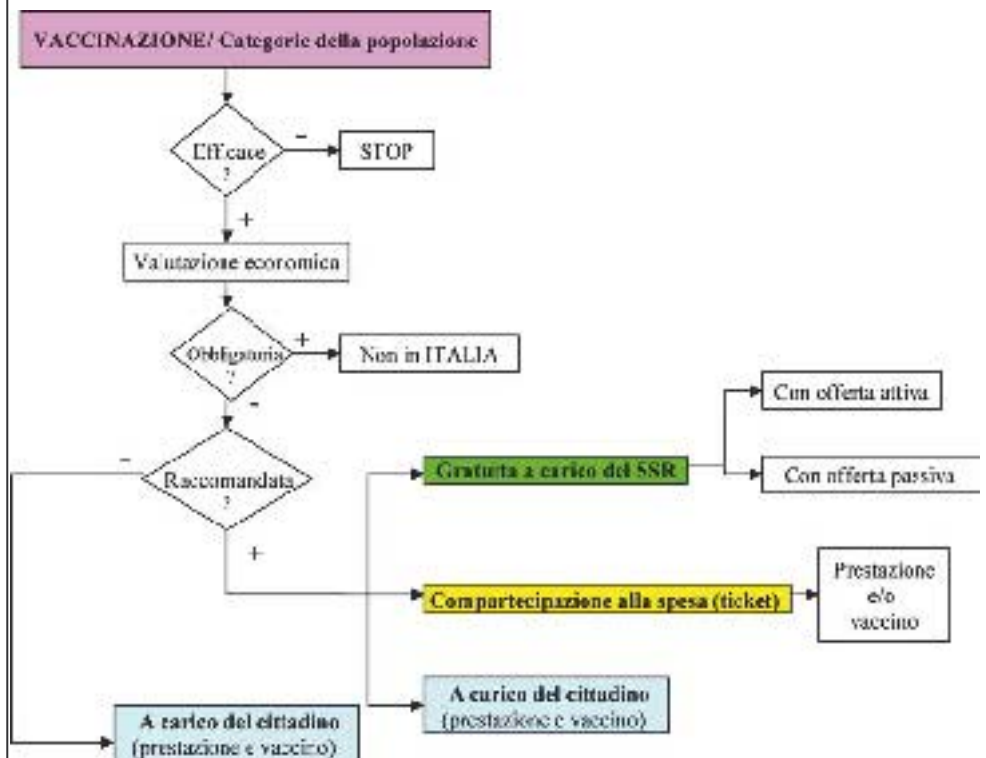 VACCINAZIONE/ Categorie della popolazione
Efficace
?
-
STOP
+
Valutazione economica
Obbligatoria
?
+
Non in ITALIA
-
Raccomandata
?
-
+
Gratuita a carico del SSR
Con offerta attiva
Con offerta passiva
Compartecipazione alla spesa (ticket)
Prestazione
e/o
vaccino
A carico del cittadino
(prestazione e vaccino)
A carico del cittadino
(prestazione e vaccino)